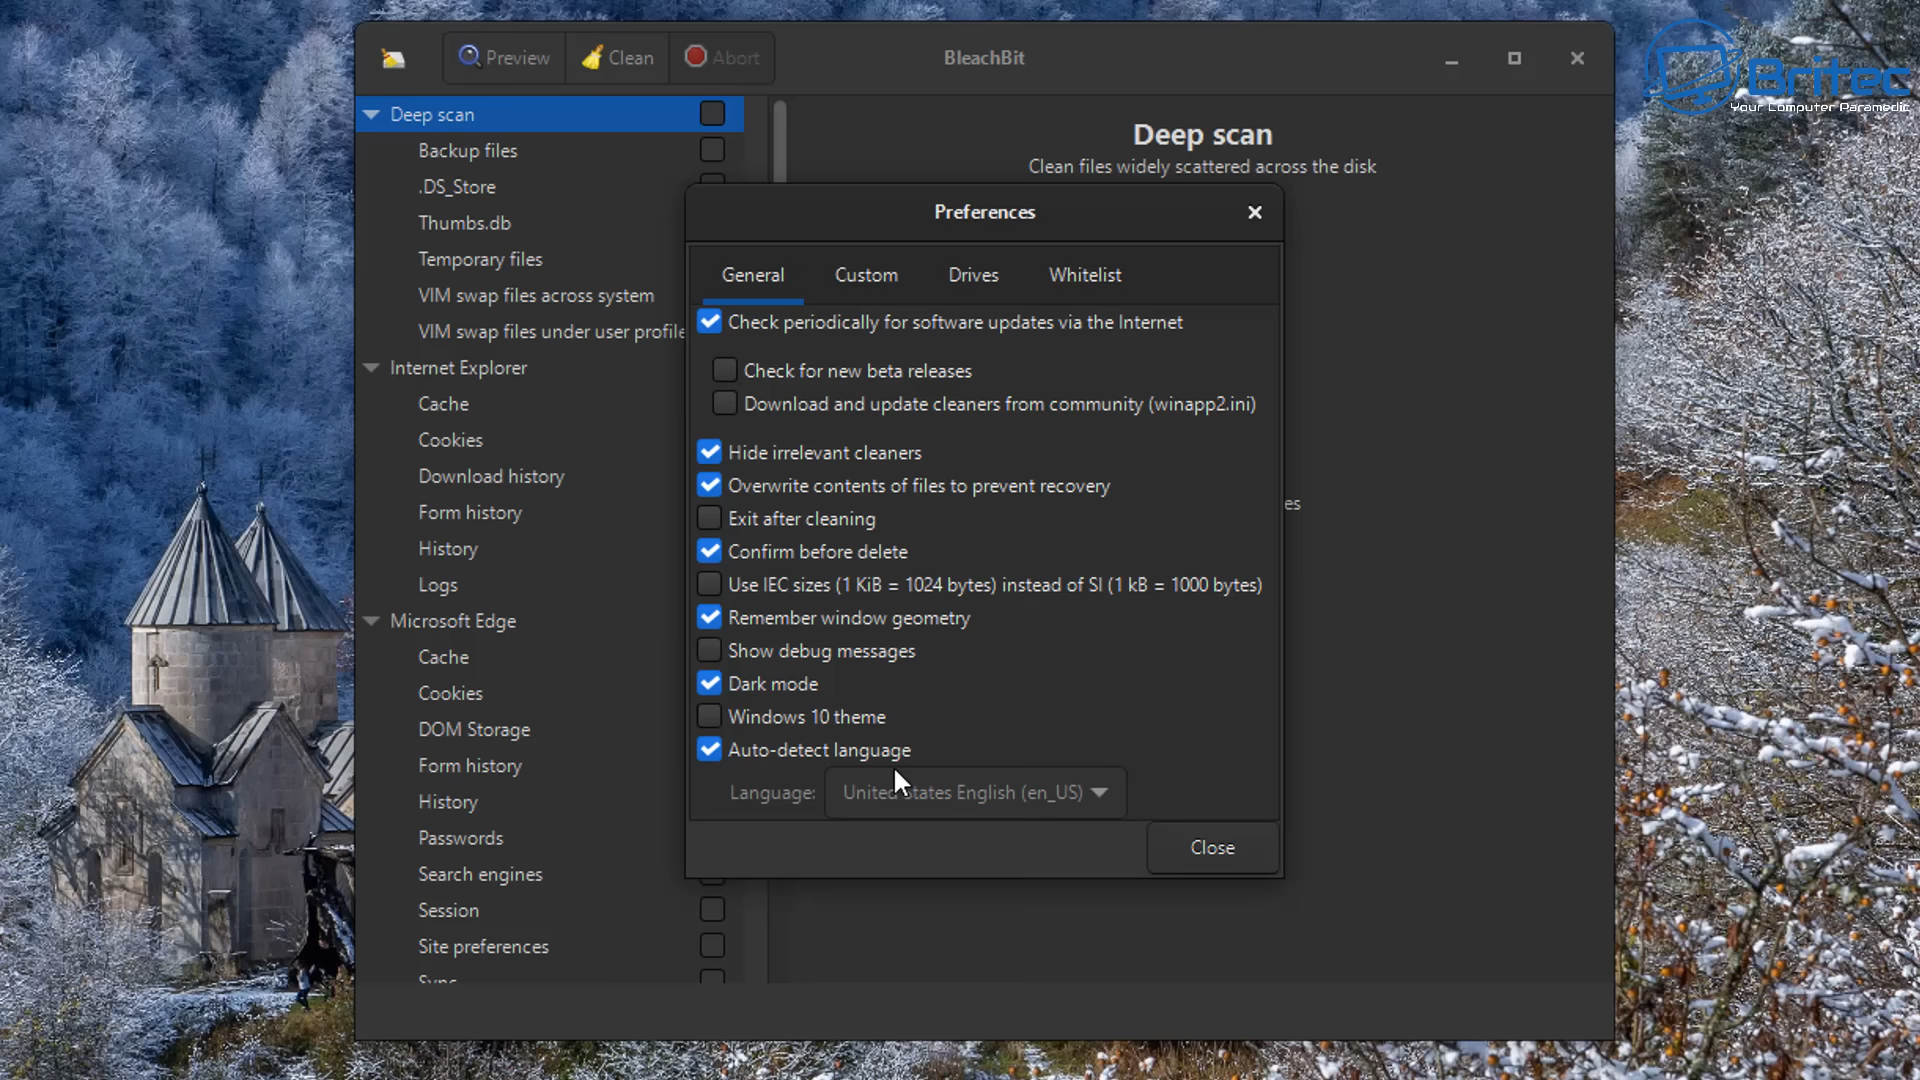 Preview
Clean
Abort
BleachBit
Britec
Your Computer Paramedic
Deep scan
Backup files
.DS_Store
Thumbs.db
Temporary files
VIM swap files across system
VIM swap files under user profile
Internet Explorer
Cache
Cookies
Download history
Form history
History
Logs
Microsoft Edge
Cache
Cookies
DOM Storage
Form history
History
Passwords
Search engines
Session
Site preferences
Sync
Deep scan
Clean files widely scattered across the disk
es
Preferences
General
Custom
Drives
Whitelist
Check periodically for software updates via the Internet
Check for new beta releases
Download and update cleaners from community (winapp2.ini)
Hide irrelevant cleaners
Overwrite contents of files to prevent recovery
Exit after cleaning
Confirm before delete
Use IEC sizes (1 KiB = 1024 bytes) instead of SI (1 kB = 1000 bytes)
Remember window geometry
Show debug messages
Dark mode
Windows 10 theme
Auto-detect language
Language:
United States English (en_US)
Close